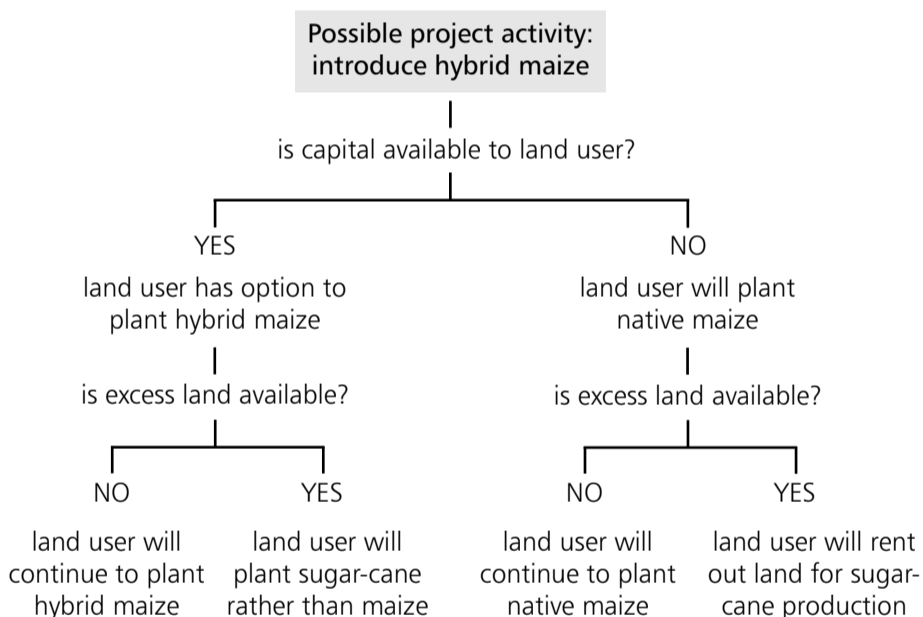 Possible project activity:
introduce hybrid maize
is capital available to land user?
YES
land user has option to
plant hybrid maize
NO
land user will plant
native maize
is excess land available?
is excess land available?
NO
land user will
continue to plant
hybrid maize
YES
land user will
plant sugar-cane
rather than maize
NO
land user will
continue to plant
native maize
YES
land user will rent
out land for sugar-
cane production